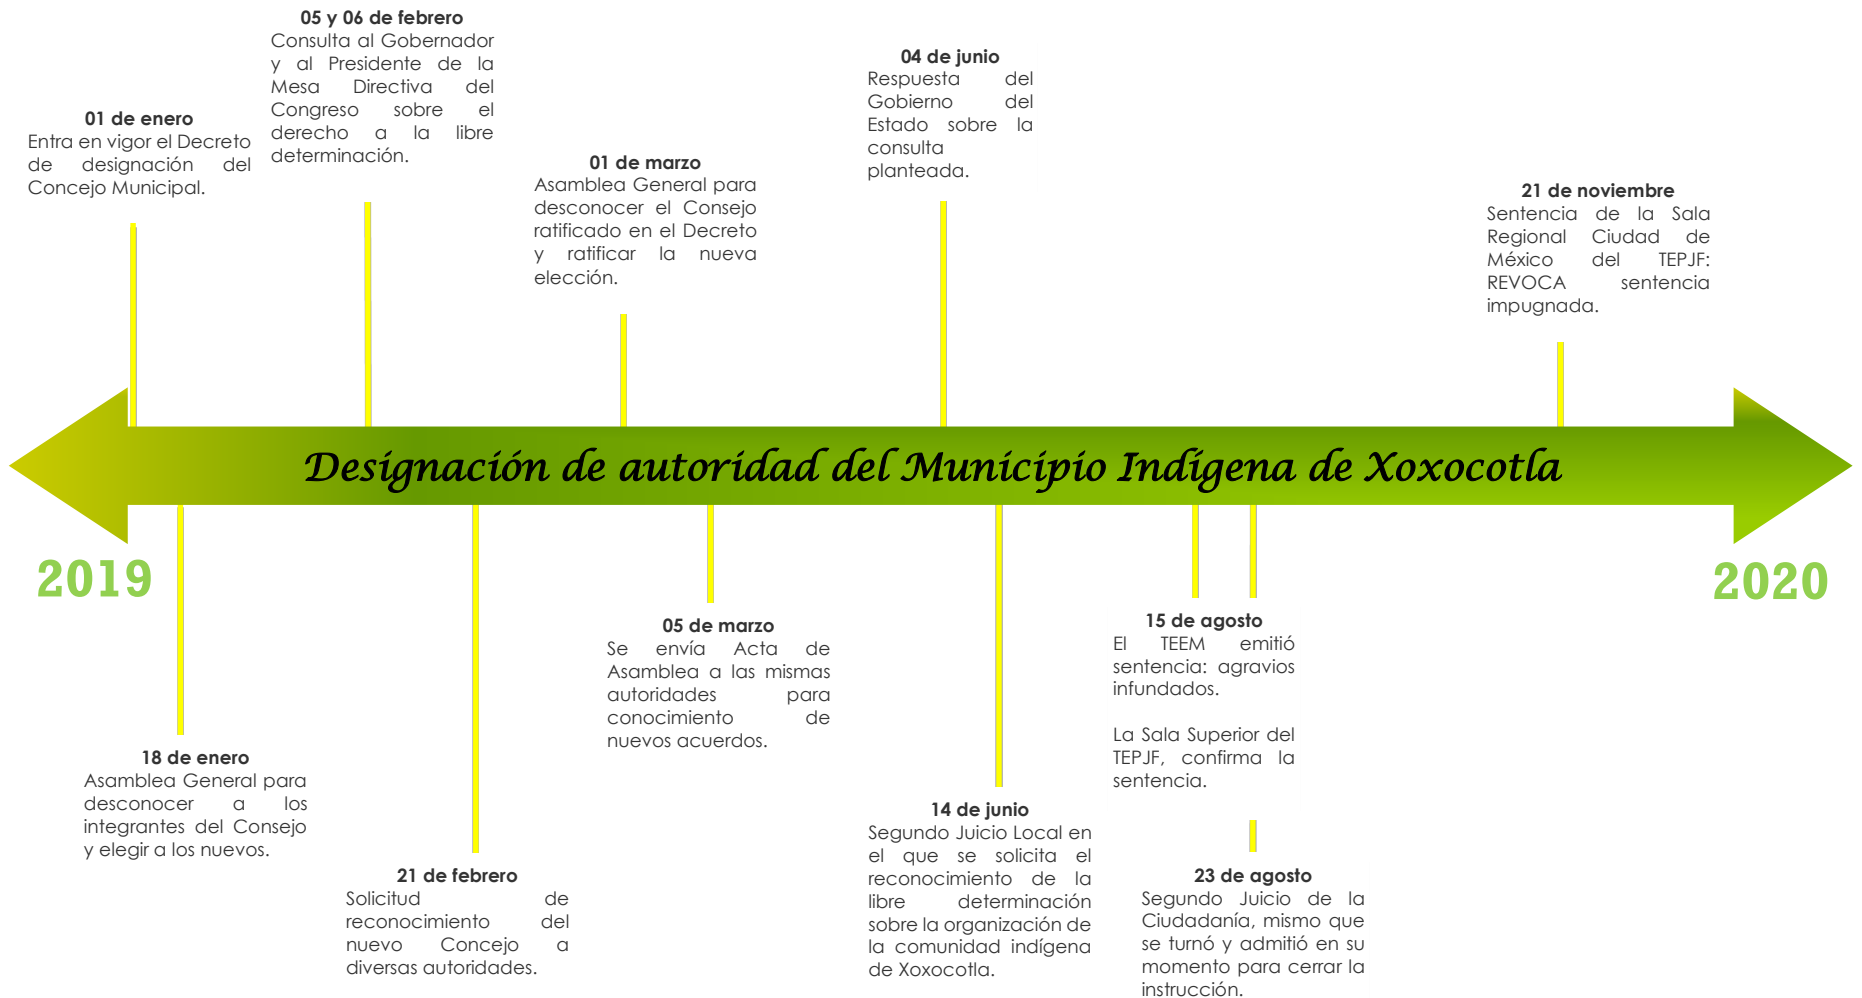 05 y 06 de febrero
Consulta al Gobernador
y al Presidente de la
Mesa Directiva del
Congreso sobre el
derecho a la libre
determinación.
04 de junio
Respuesta del
Gobierno del
Estado sobre la
consulta
planteada.
01 de enero
Entra en vigor el Decreto
de designación del
Concejo Municipal.
01 de marzo
Asamblea General para
desconocer el Consejo
ratificado en el Decreto
y ratificar la nueva
elección.
21 de noviembre
Sentencia de la Sala
Regional Ciudad de
México del TEPJF:
REVOCA sentencia
impugnada.
Designación de autoridad del Municipio Indígena de Xoxocotla
2019
2020
18 de enero
Asamblea General para
desconocer a los
integrantes del Consejo
y elegir a los nuevos.
21 de febrero
Solicitud de
reconocimiento del
nuevo Concejo a
diversas autoridades.
05 de marzo
Se envía Acta de
Asamblea a las mismas
autoridades para
conocimiento de
nuevos acuerdos.
14 de junio
Segundo Juicio Local en
el que se solicita el
reconocimiento de la
libre determinación
sobre la organización de
la comunidad indígena
de Xoxocotla.
15 de agosto
El TEEM emitió
sentencia: agravios
infundados.
La Sala Superior del
TEPJF, confirma la
sentencia.
23 de agosto
Segundo Juicio de la
Ciudadanía, mismo que
se turnó y admitió en su
momento para cerrar la
instrucción.